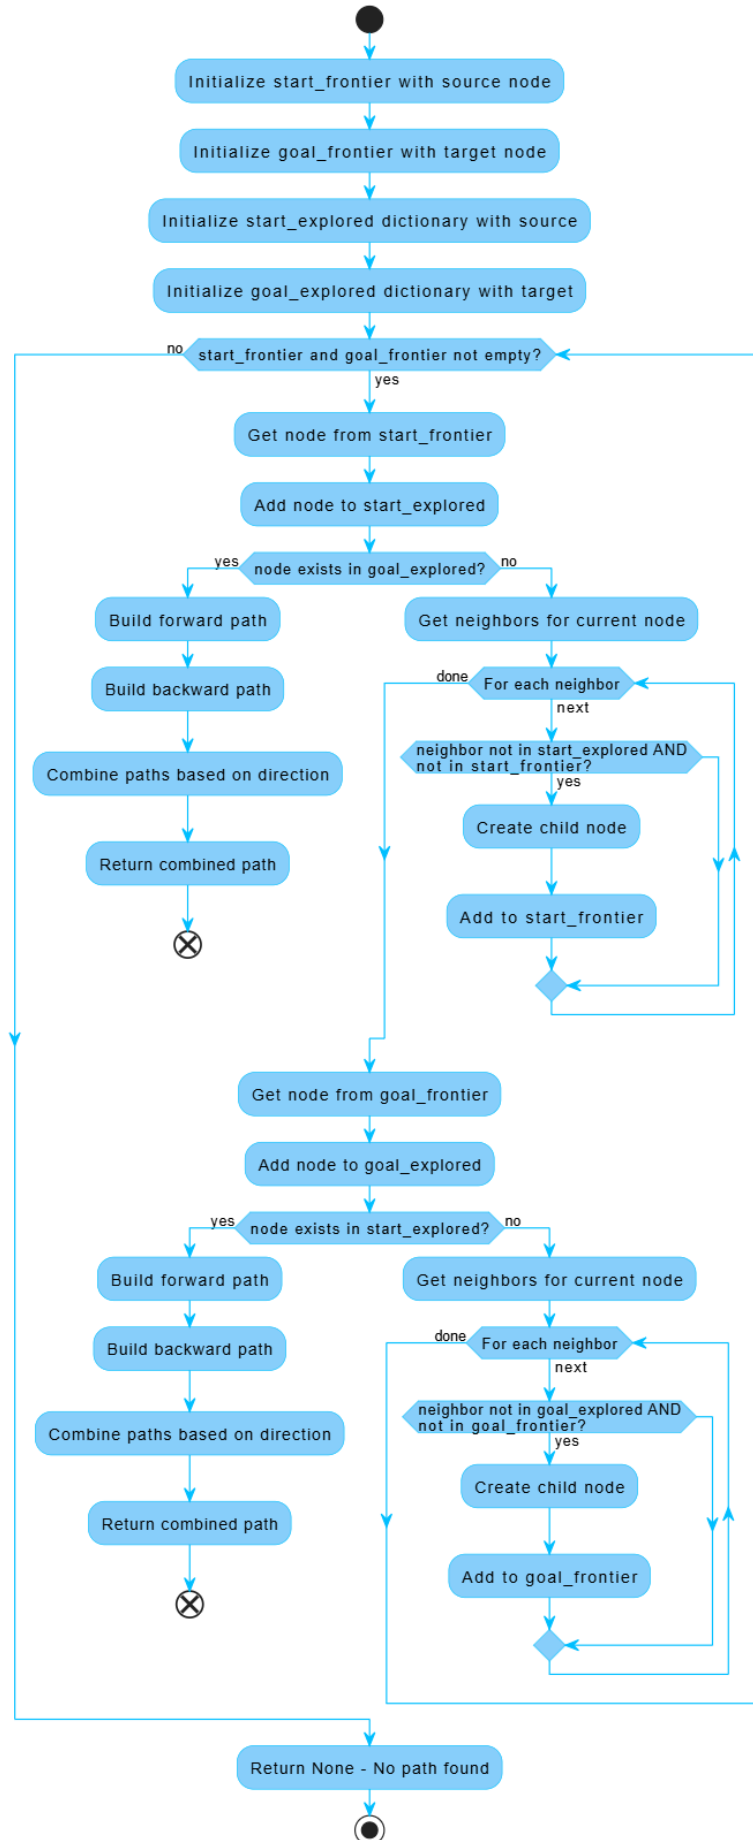 Initialize start_frontier with source node
Initialize goal_frontier with target node
Initialize start_explored dictionary with source
Initialize goal_explored dictionary with target
no
start_frontier and goal_frontier not empty?
yes
Get node from start_frontier
Add node to start_explored
yes
node exists in goal_explored?
no
Build forward path
Build backward path
Combine paths based on direction
Return combined path
Get neighbors for current node
done
For each neighbor
next
neighbor not in start_explored AND
not in start_frontier?
yes
Create child node
Add to start_frontier
Get node from goal_frontier
Add node to goal_explored
yes
node exists in start_explored?
no
Build forward path
Build backward path
Combine paths based on direction
Return combined path
Get neighbors for current node
done
For each neighbor
next
neighbor not in goal_explored AND
not in goal_frontier?
yes
Create child node
Add to goal_frontier
Return None - No path found